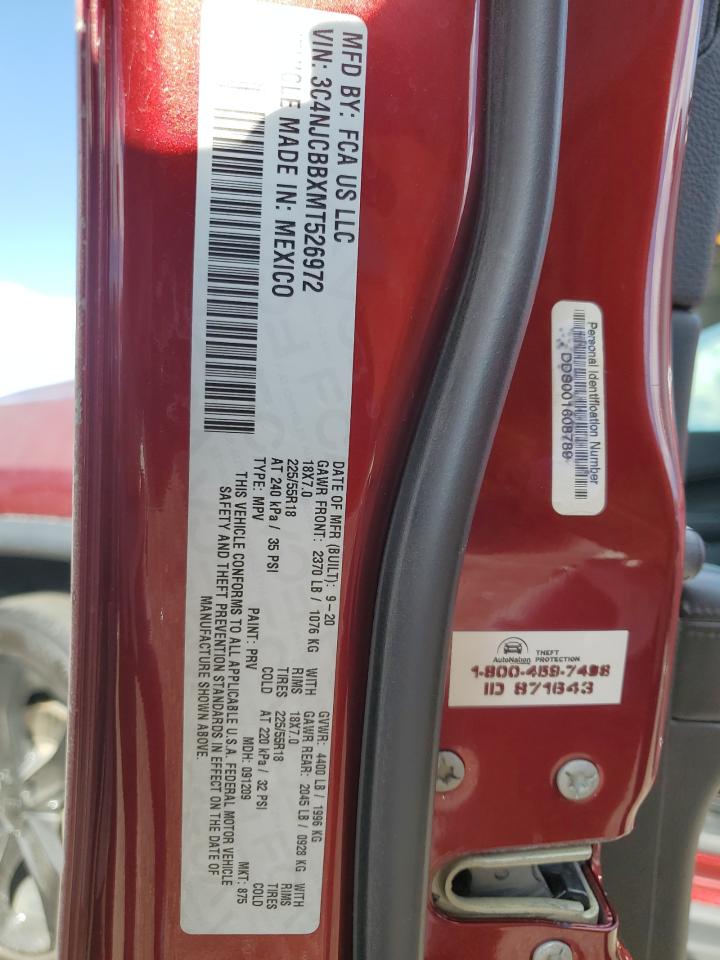 MFD BY: FCA US LLC
VIN: 3C4NJCBBXMT526972
VEHICLE MADE IN: MEXICO
DATE OF MFR (BUILT): 9-20 GVWR: 4400 LB / 1996 KG
GAWR FRONT: 2370 LB / 1076 KG WITH GAWR REAR: 2045 LB / 0928 KG WITH
18X7.0 RIMS 18X7.0 RIMS
225/55R18 TIRES 225/55R18 TIRES
AT 240 kPa / 35 PSI COLD AT 220 kPa / 32 PSI COLD
TYPE: MPV PAINT: PRV MDH: 091209 MKT: 875
THIS VEHICLE CONFORMS TO ALL APPLICABLE U.S.A. FEDERAL MOTOR VEHICLE
SAFETY AND THEFT PREVENTION STANDARDS IN EFFECT ON THE DATE OF
MANUFACTURE SHOWN ABOVE.
Personal Identification Number
DDS001608789
AutoNation THEFT PROTECTION
1-800-459-7498
ID 871643